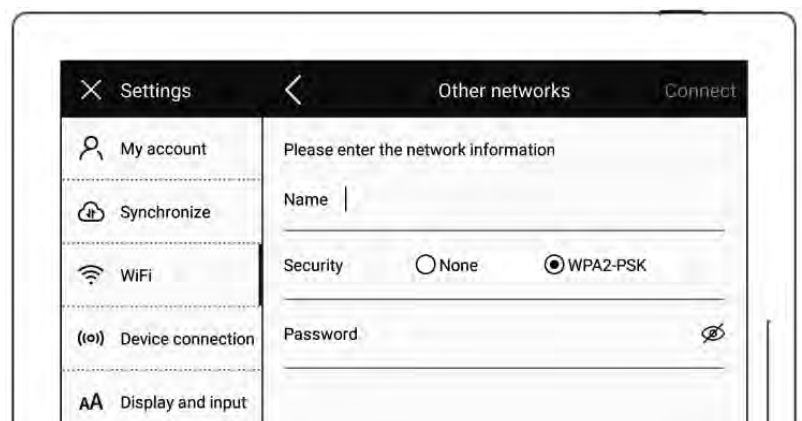 Settings
Other networks
Connect
My account
Synchronize
WiFi
Device connection
AA Display and input
Please enter the network information
Name
Security
None
WPA2-PSK
Password